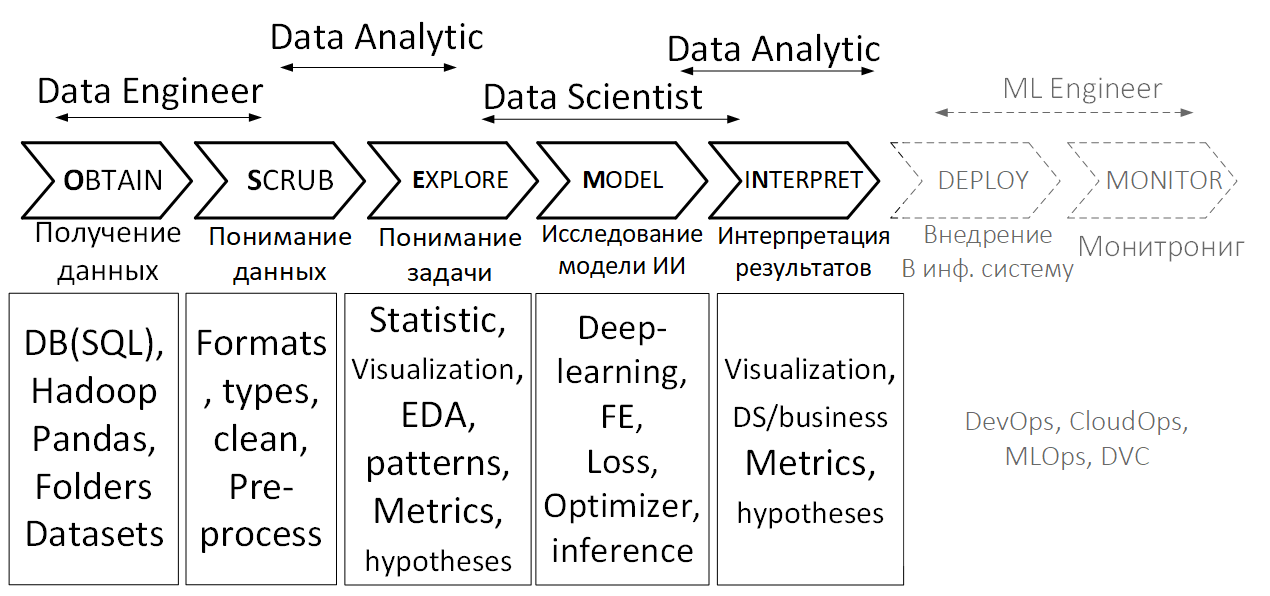 Data Analytic
Data Analytic
Data Engineer
Data Scientist
ML Engineer
OBTAIN
SCRUB
EXPLORE
MODEL
INTERPRET
DEPLOY
MONITOR
Получение
данных
Понимание
данных
Понимание
задачи
Исследование
модели ИИ
Интерпретация
результатов
Внедрение
В инф. систему
Монитрониг
DB(SQL),
Hadoop
Pandas,
Folders
Datasets
Formats
, types,
clean,
Pre-
process
Statistic,
Visualization,
EDA,
patterns,
Metrics,
hypotheses
Deep-
learning,
FE,
Loss,
Optimizer,
inference
Visualization,
DS/business
Metrics,
hypotheses
DevOps, CloudOps,
MLOps, DVC